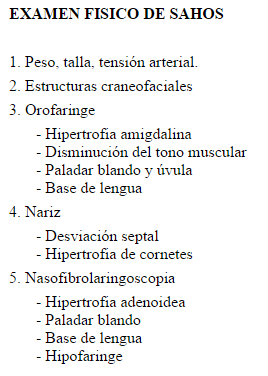 EXAMEN FISICO DE SAHOS
1. Peso, talla, tensión arterial.
2. Estructuras craneofaciales
3. Orofaringe
- Hipertrofia amigdalina
- Disminución del tono muscular
- Paladar blando y úvula
- Base de lengua
4. Nariz
- Desviación septal
- Hipertrofia de cornetes
5. Nasofibrolaringoscopia
- Hipertrofia adenoidea
- Paladar blando
- Base de lengua
- Hipofaringe